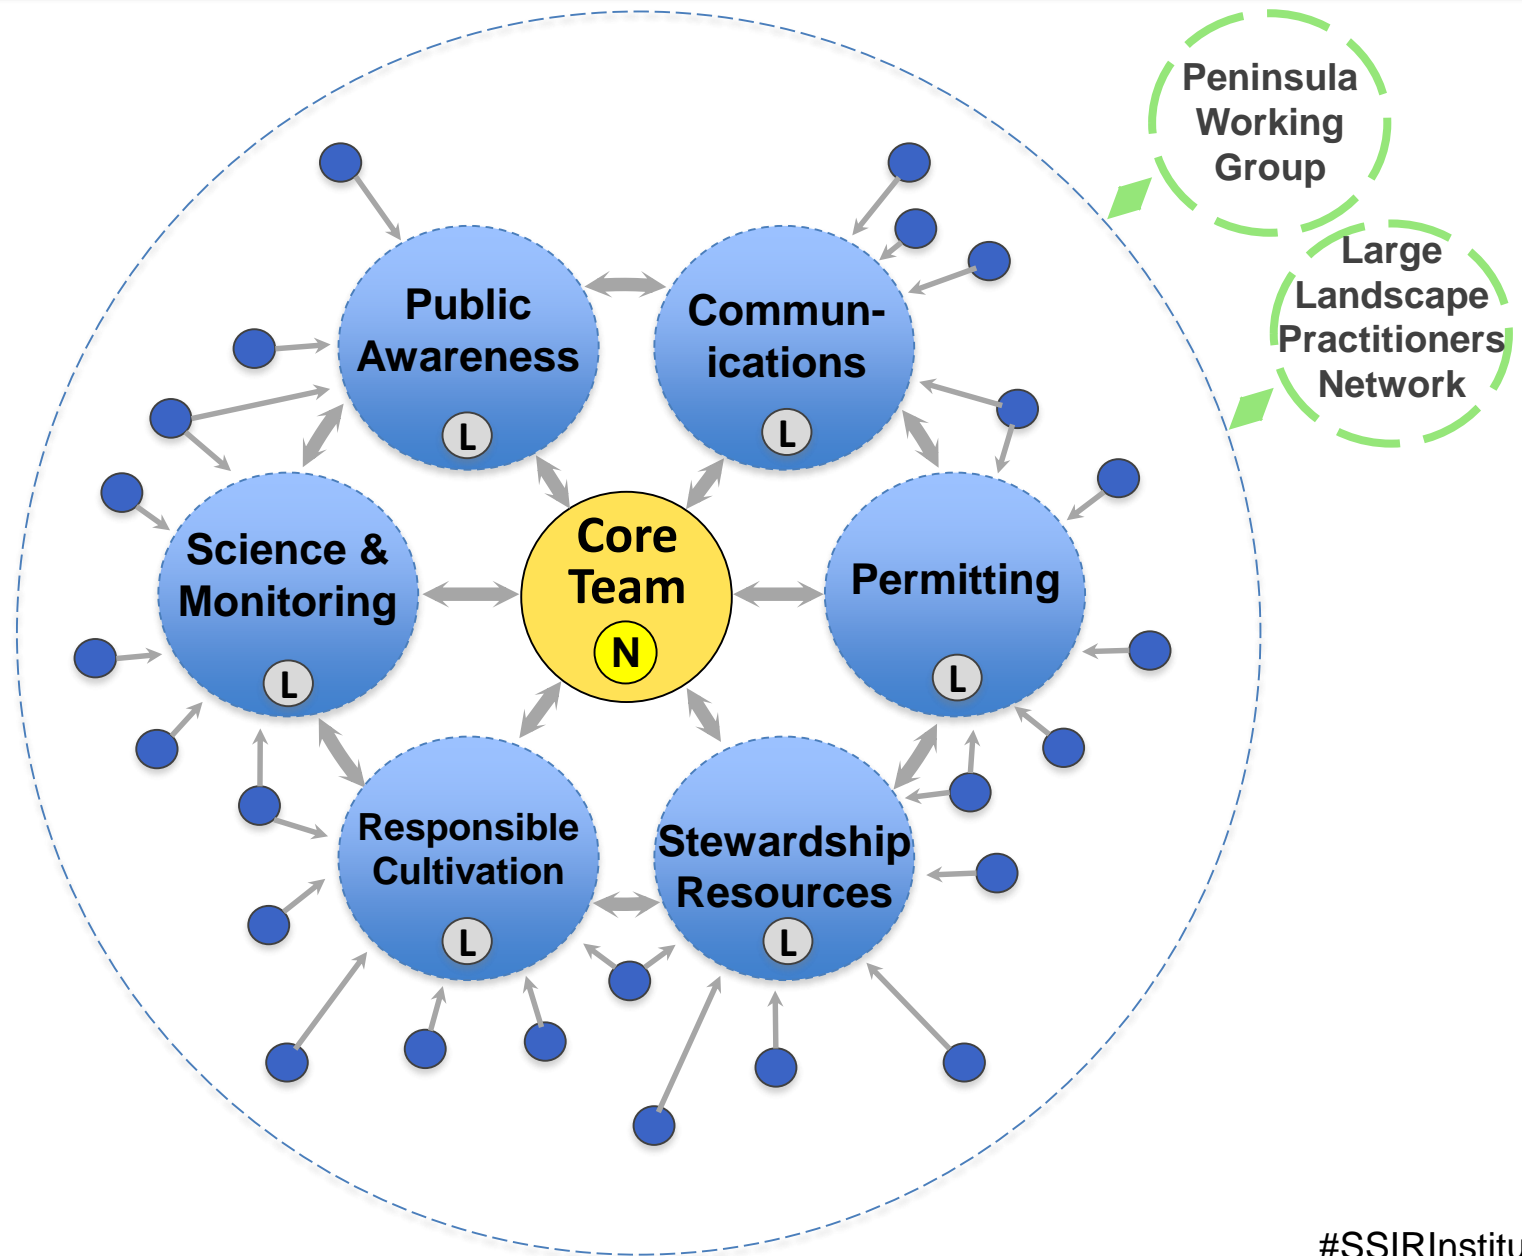 Peninsula
Working
Group
Large
Landscape
Practitioners
Network
Public
Awareness
L
Commun-
ications
L
Science &
Monitoring
L
Core
Team
N
Permitting
L
Responsible
Cultivation
L
Stewardship
Resources
L
#SSIRInstitu